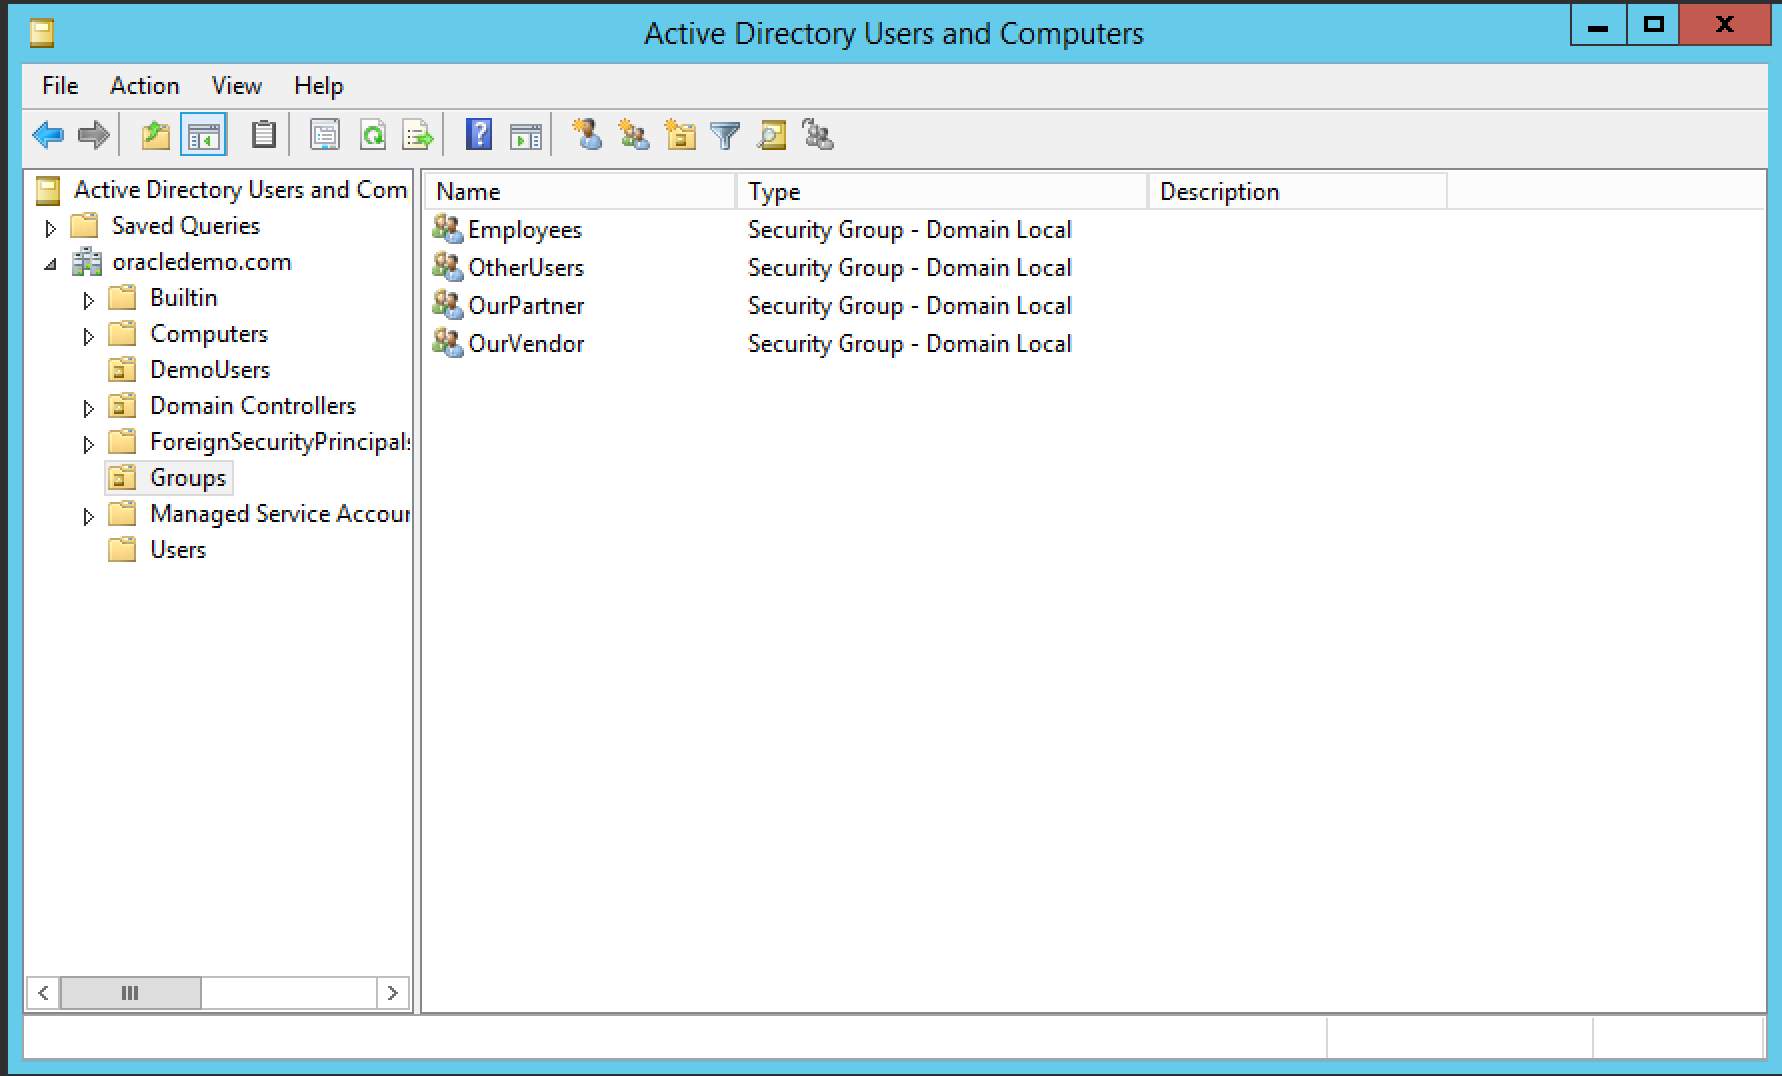 Active Directory Users and Computers
File Action View Help
Active Directory Users and Com
Saved Queries
oracledemo.com
Builtin
Computers
DemoUsers
Domain Controllers
ForeignSecurityPrincipals
Groups
Managed Service Accour
Users
Name Type Description
Employees Security Group - Domain Local
OtherUsers Security Group - Domain Local
OurPartner Security Group - Domain Local
OurVendor Security Group - Domain Local